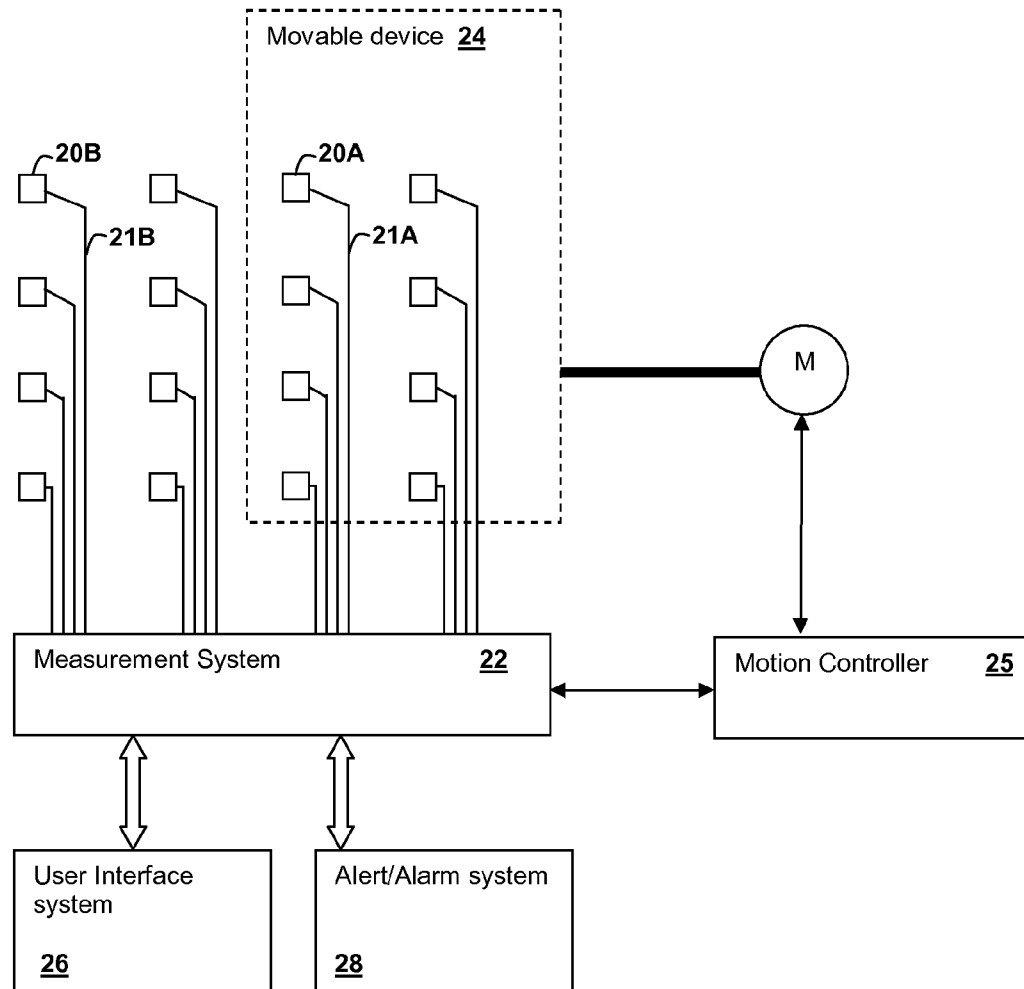 Movable device 24
20B
20A
21B
21A
M
Measurement System 22
Motion Controller 25
User Interface
system
26
Alert/Alarm system
28